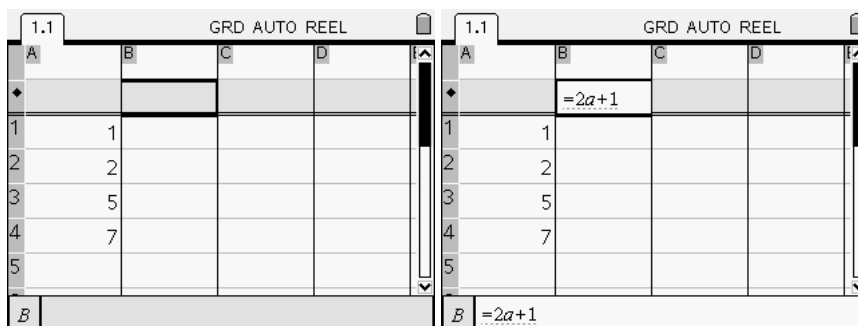 1.1 GRD AUTO REEL
A B C D E
◆
1 1
2 2
3 5
4 7
5
B
1.1 GRD AUTO REEL
A B C D E
◆ =2a+1
1 1
2 2
3 5
4 7
5
B =2a+1